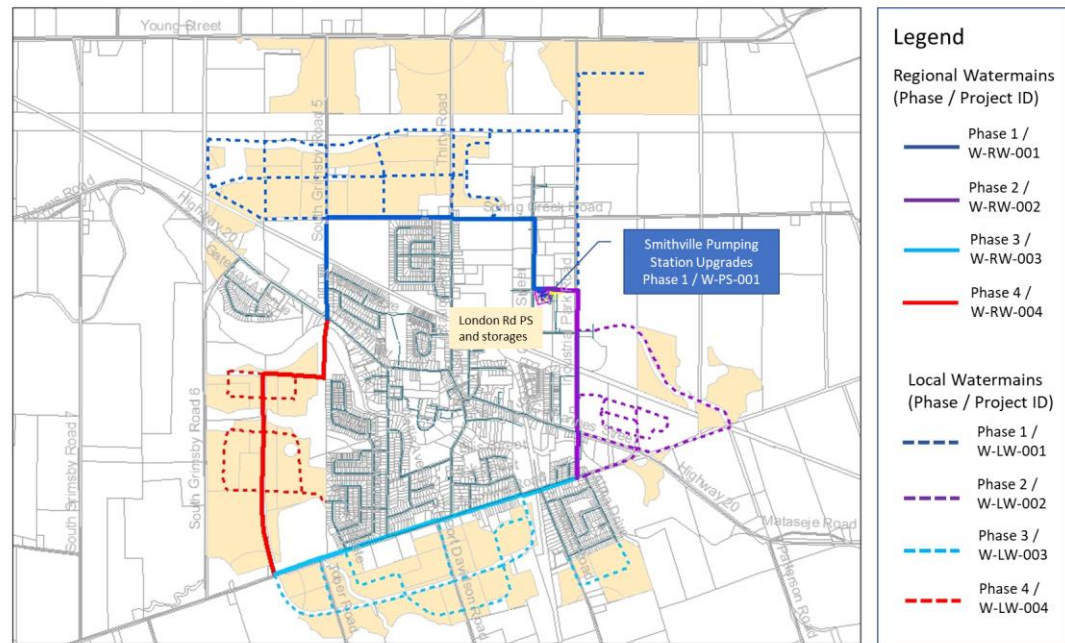 Young Street
South Grimsby Road 5
Thirty Road
Highway 20
Spring Creek Road
Street
Industrial Park Road
Smithville Pumping
Station Upgrades
Phase 1 / W-PS-001
London Rd PS
and storages
South Grimsby Road 6
South Grimsby Road 7
Street
Road
Highway 20
Mataseje Road
Patterson Road
Road
Legend
Regional Watermains
(Phase / Project ID)
Phase 1 /
W-RW-001
Phase 2 /
W-RW-002
Phase 3 /
W-RW-003
Phase 4 /
W-RW-004
Local Watermains
(Phase / Project ID)
Phase 1 /
W-LW-001
Phase 2 /
W-LW-002
Phase 3 /
W-LW-003
Phase 4 /
W-LW-004